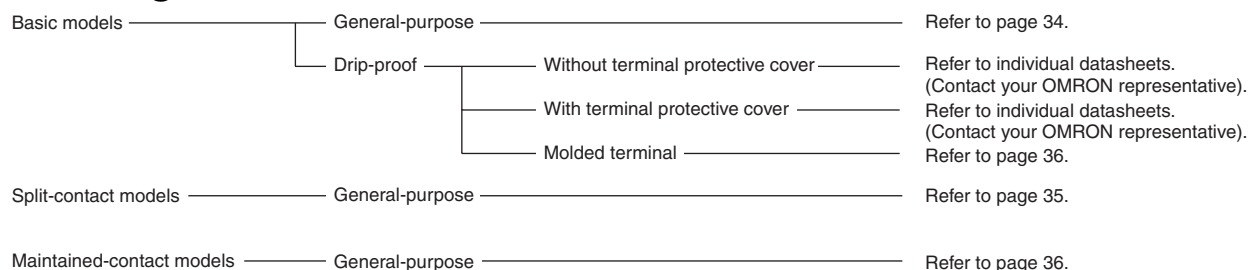 Basic models General-purpose Refer to page 34.
Drip-proof Without terminal protective cover Refer to individual datasheets.
(Contact your OMRON representative).
With terminal protective cover Refer to individual datasheets.
(Contact your OMRON representative).
Molded terminal Refer to page 36.
Split-contact models General-purpose Refer to page 35.
Maintained-contact models General-purpose Refer to page 36.